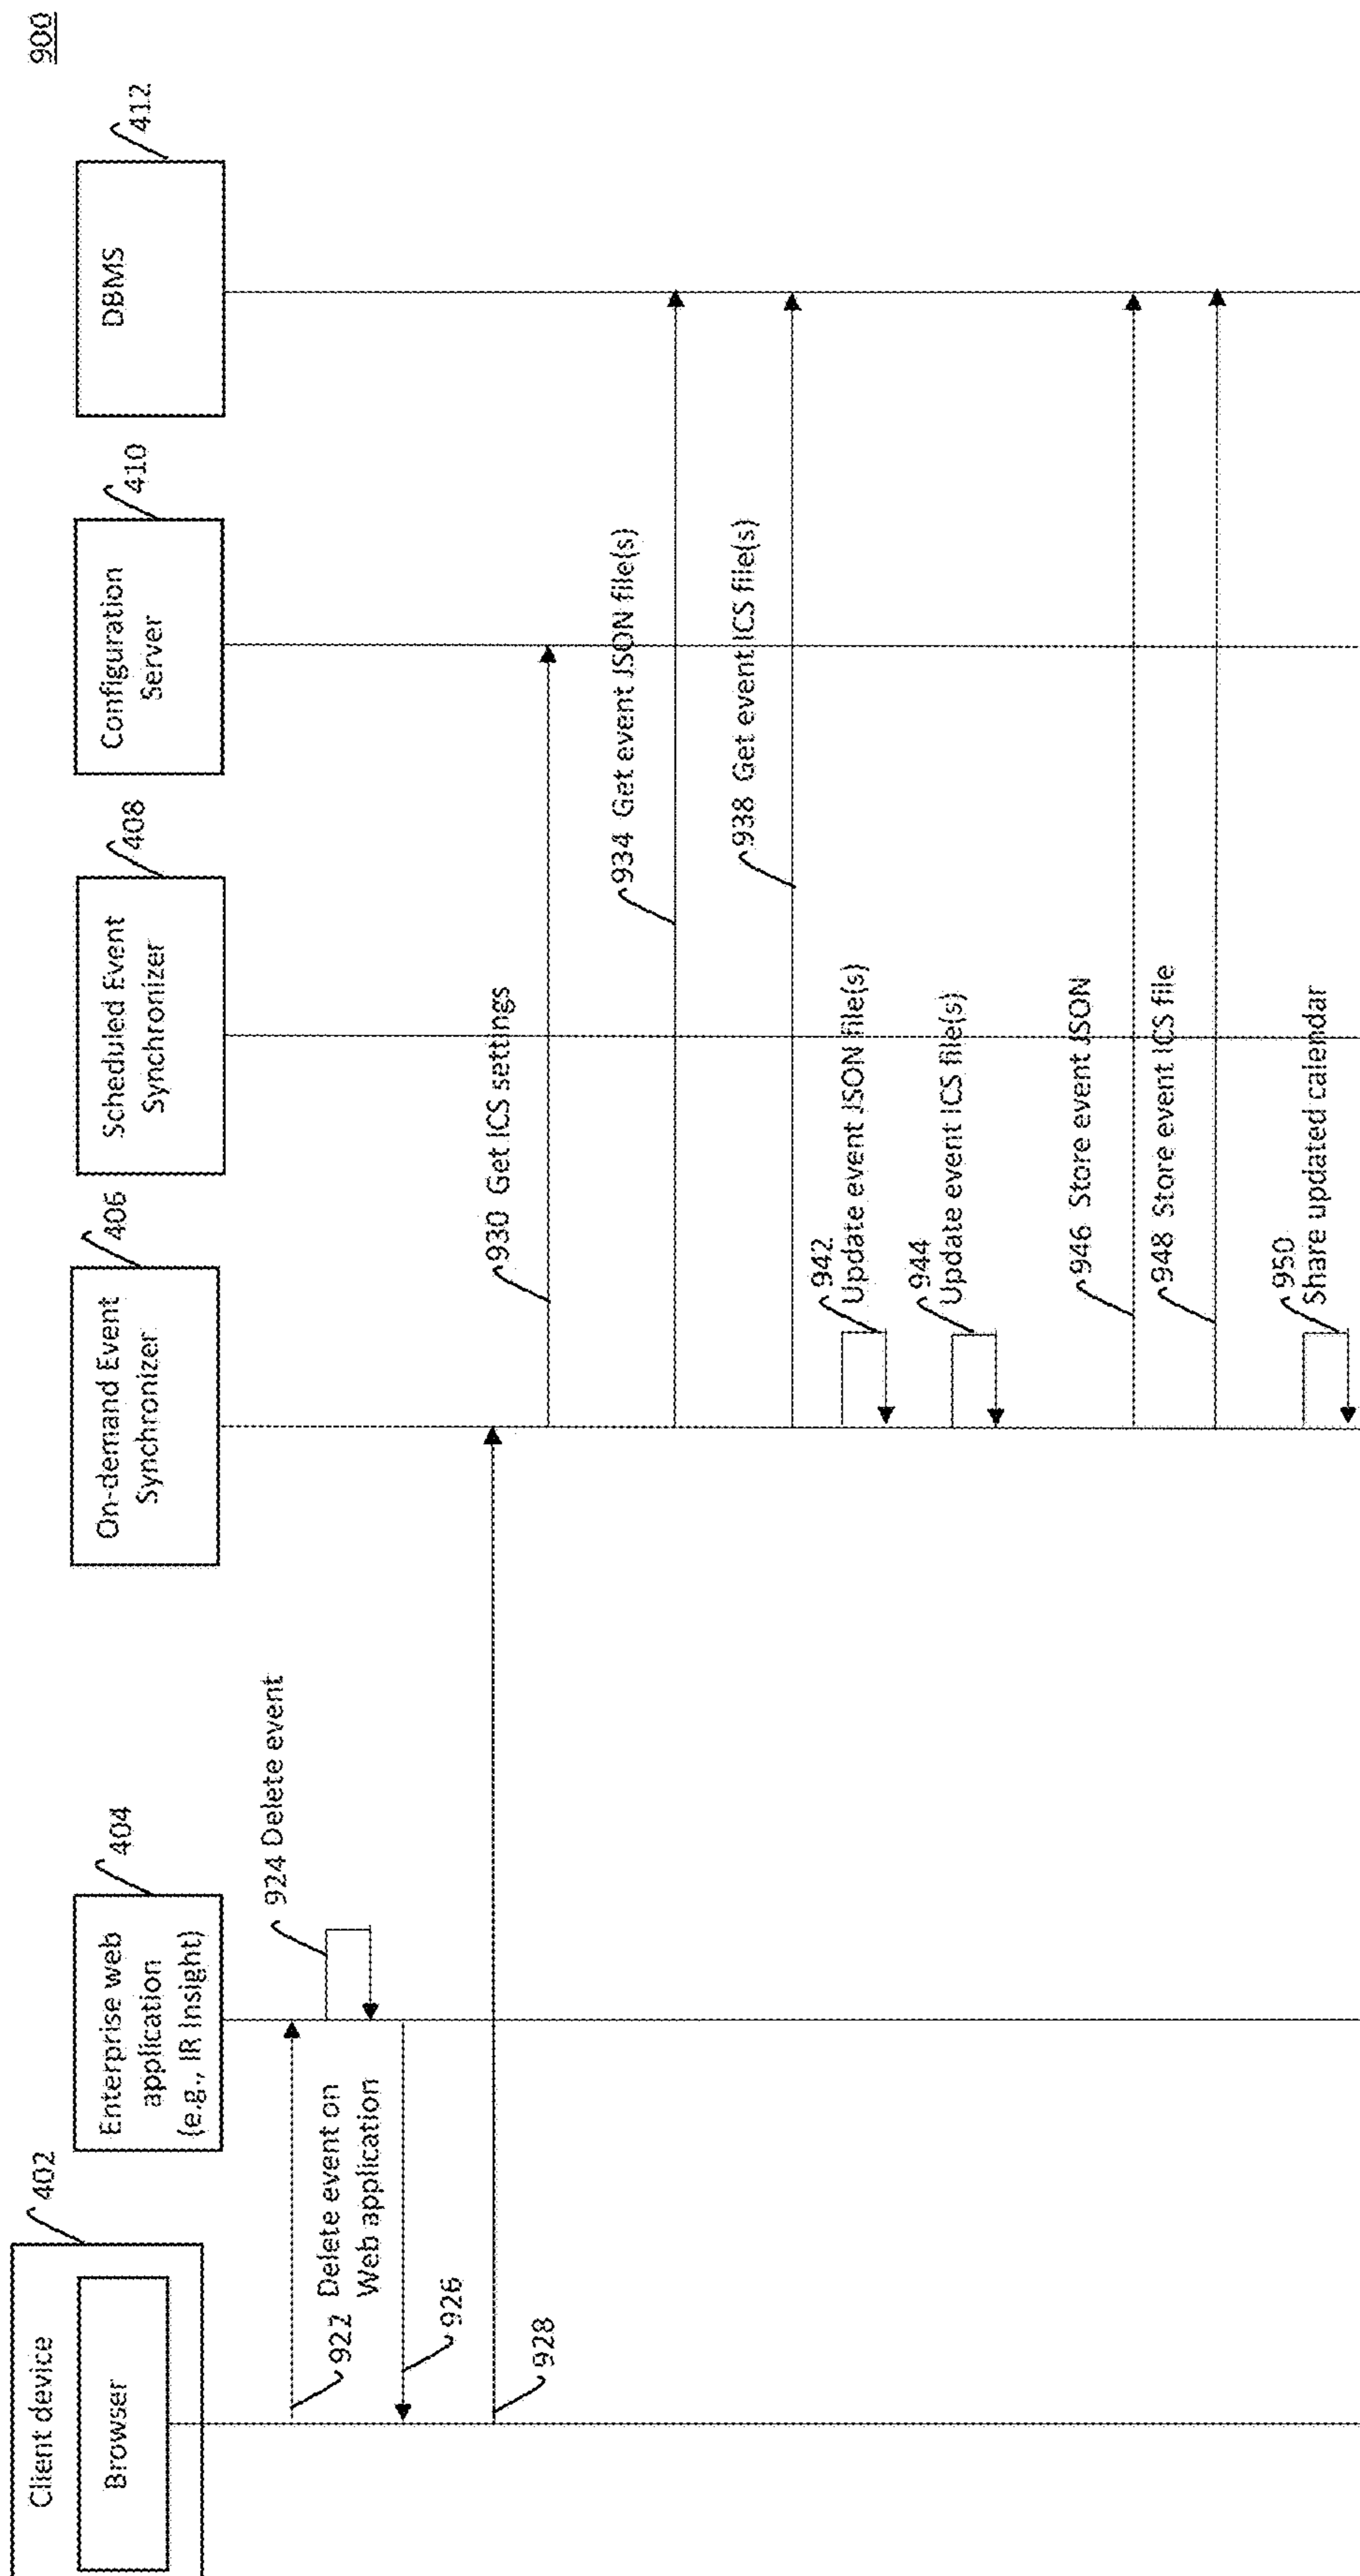 900
Client device
Browser
402
Enterprise web
application
(e.g., IR Insight)
404
On-demand Event
Synchronizer
406
Scheduled Event
Synchronizer
408
Configuration
Server
410
DBMS
412
922 Delete event on
Web application
924 Delete event
926
928
930 Get ICS settings
934 Get event JSON file(s)
938 Get event ICS file(s)
942
Update event JSON file(s)
944
Update event ICS file(s)
946 Store event JSON
948 Store event ICS file
950
Share updated calendar